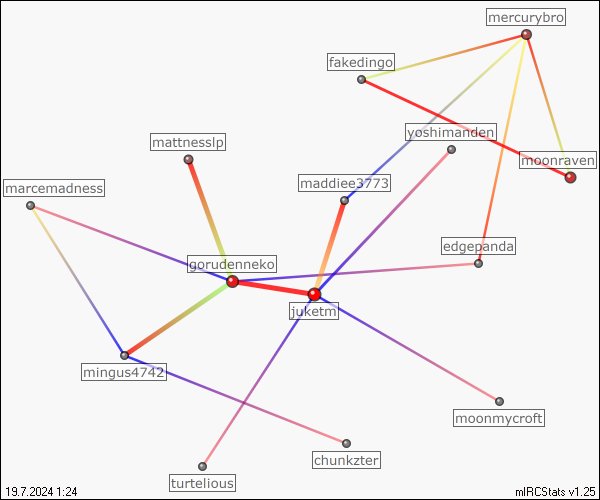 mercurybro
fakedingo
yoshimanden
mattnesslp
moonraven
maddiee3773
marcemadness
edgepanda
gorudenneko
juketm
mingus4742
moonmycroft
chunkzter
turtelious
19.7.2024 1:24
mIRCStats v1.25